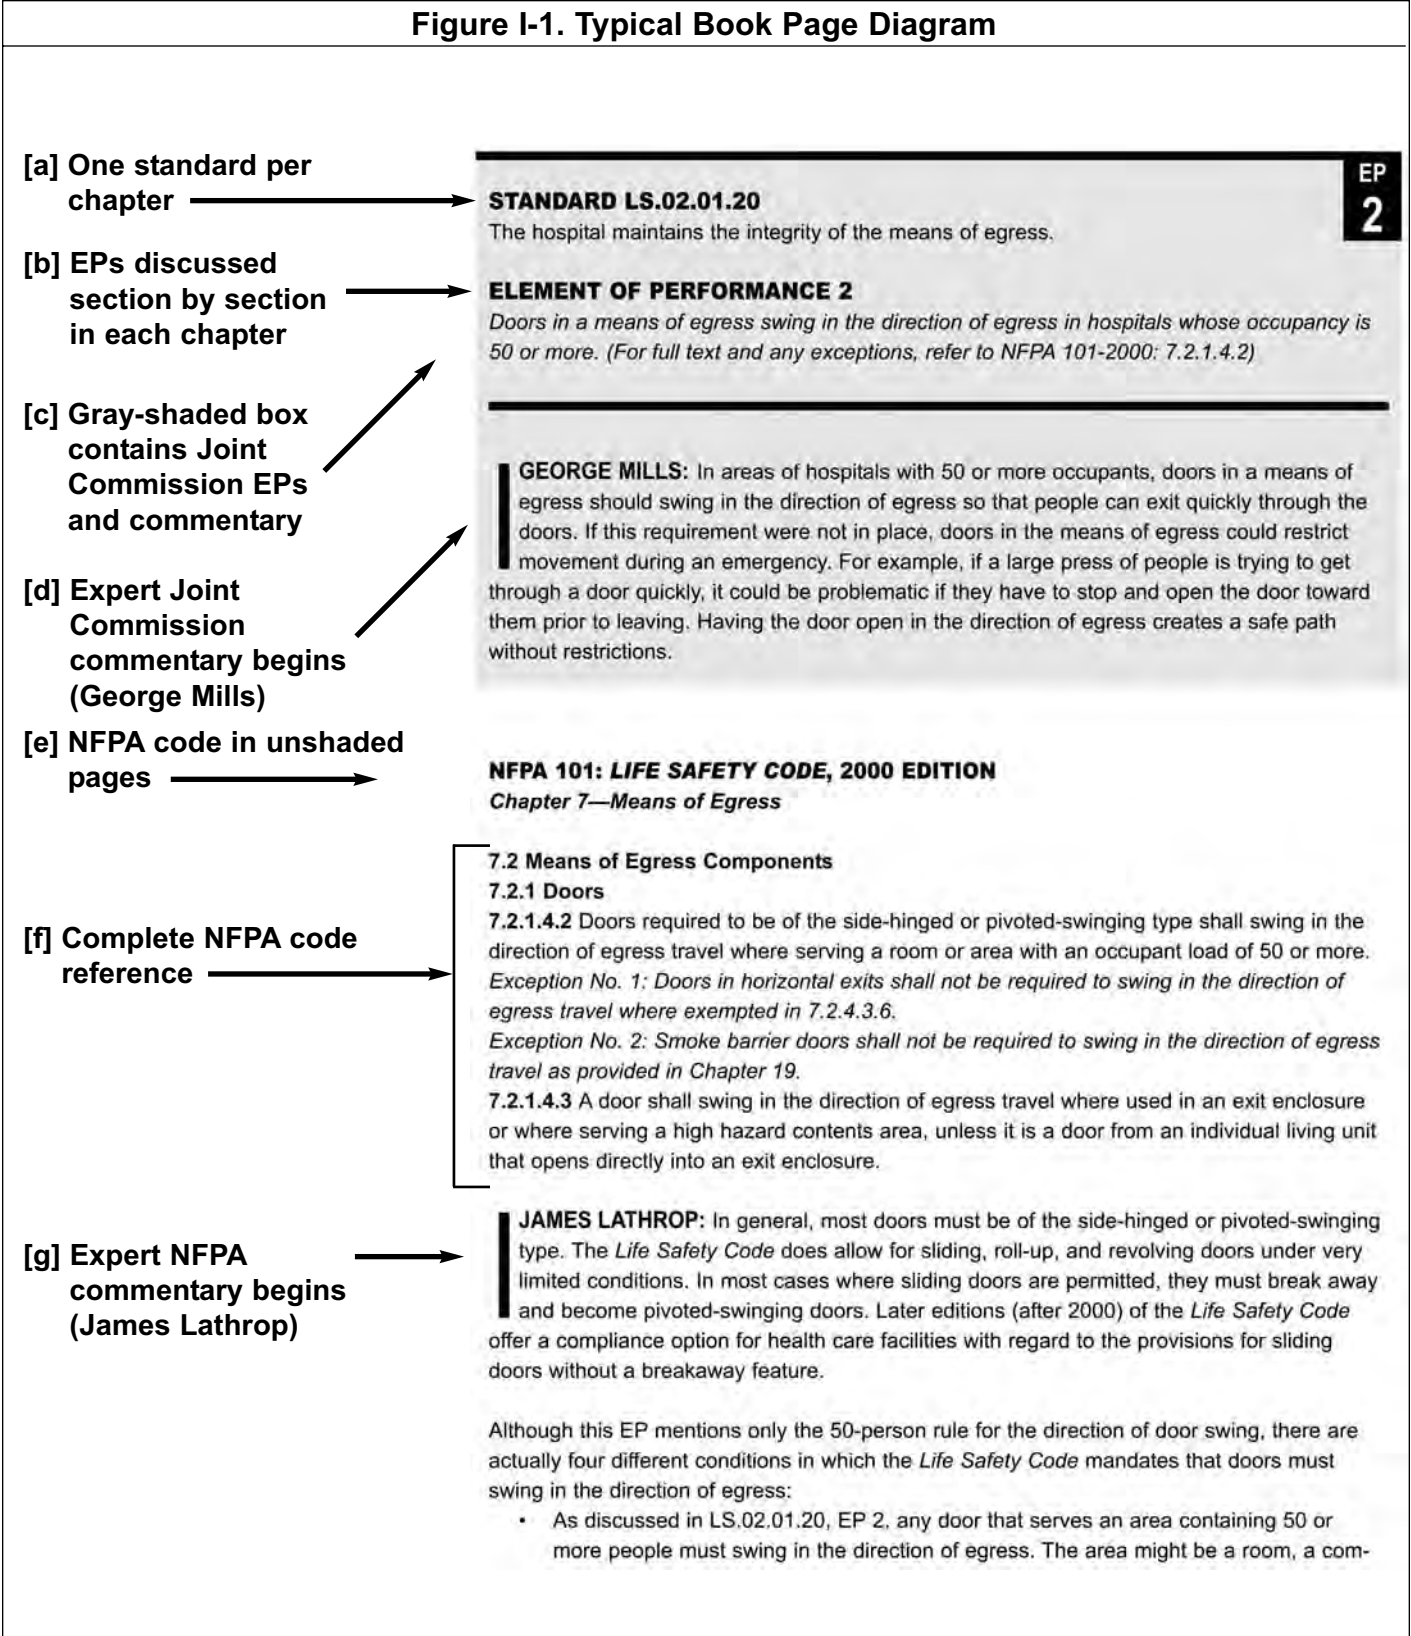 Figure I-1. Typical Book Page Diagram
[a] One standard per
chapter
[b] EPs discussed
section by section
in each chapter
[c] Gray-shaded box
contains Joint
Commission EPs
and commentary
[d] Expert Joint
Commission
commentary begins
(George Mills)
[e] NFPA code in unshaded
pages
[f] Complete NFPA code
reference
[g] Expert NFPA
commentary begins
(James Lathrop)
EP
2
STANDARD LS.02.01.20
The hospital maintains the integrity of the means of egress.
ELEMENT OF PERFORMANCE 2
Doors in a means of egress swing in the direction of egress in hospitals whose occupancy is
50 or more. (For full text and any exceptions, refer to NFPA 101-2000: 7.2.1.4.2)
GEORGE MILLS: In areas of hospitals with 50 or more occupants, doors in a means of
egress should swing in the direction of egress so that people can exit quickly through the
doors. If this requirement were not in place, doors in the means of egress could restrict
movement during an emergency. For example, if a large press of people is trying to get
through a door quickly, it could be problematic if they have to stop and open the door toward
them prior to leaving. Having the door open in the direction of egress creates a safe path
without restrictions.
NFPA 101: LIFE SAFETY CODE, 2000 EDITION
Chapter 7—Means of Egress
7.2 Means of Egress Components
7.2.1 Doors
7.2.1.4.2 Doors required to be of the side-hinged or pivoted-swinging type shall swing in the
direction of egress travel where serving a room or area with an occupant load of 50 or more.
Exception No. 1: Doors in horizontal exits shall not be required to swing in the direction of
egress travel where exempted in 7.2.4.3.6.
Exception No. 2: Smoke barrier doors shall not be required to swing in the direction of egress
travel as provided in Chapter 19.
7.2.1.4.3 A door shall swing in the direction of egress travel where used in an exit enclosure
or where serving a high hazard contents area, unless it is a door from an individual living unit
that opens directly into an exit enclosure.
JAMES LATHROP: In general, most doors must be of the side-hinged or pivoted-swinging
type. The Life Safety Code does allow for sliding, roll-up, and revolving doors under very
limited conditions. In most cases where sliding doors are permitted, they must break away
and become pivoted-swinging doors. Later editions (after 2000) of the Life Safety Code
offer a compliance option for health care facilities with regard to the provisions for sliding
doors without a breakaway feature.
Although this EP mentions only the 50-person rule for the direction of door swing, there are
actually four different conditions in which the Life Safety Code mandates that doors must
swing in the direction of egress:
• As discussed in LS.02.01.20, EP 2, any door that serves an area containing 50 or
more people must swing in the direction of egress. The area might be a room, a com-